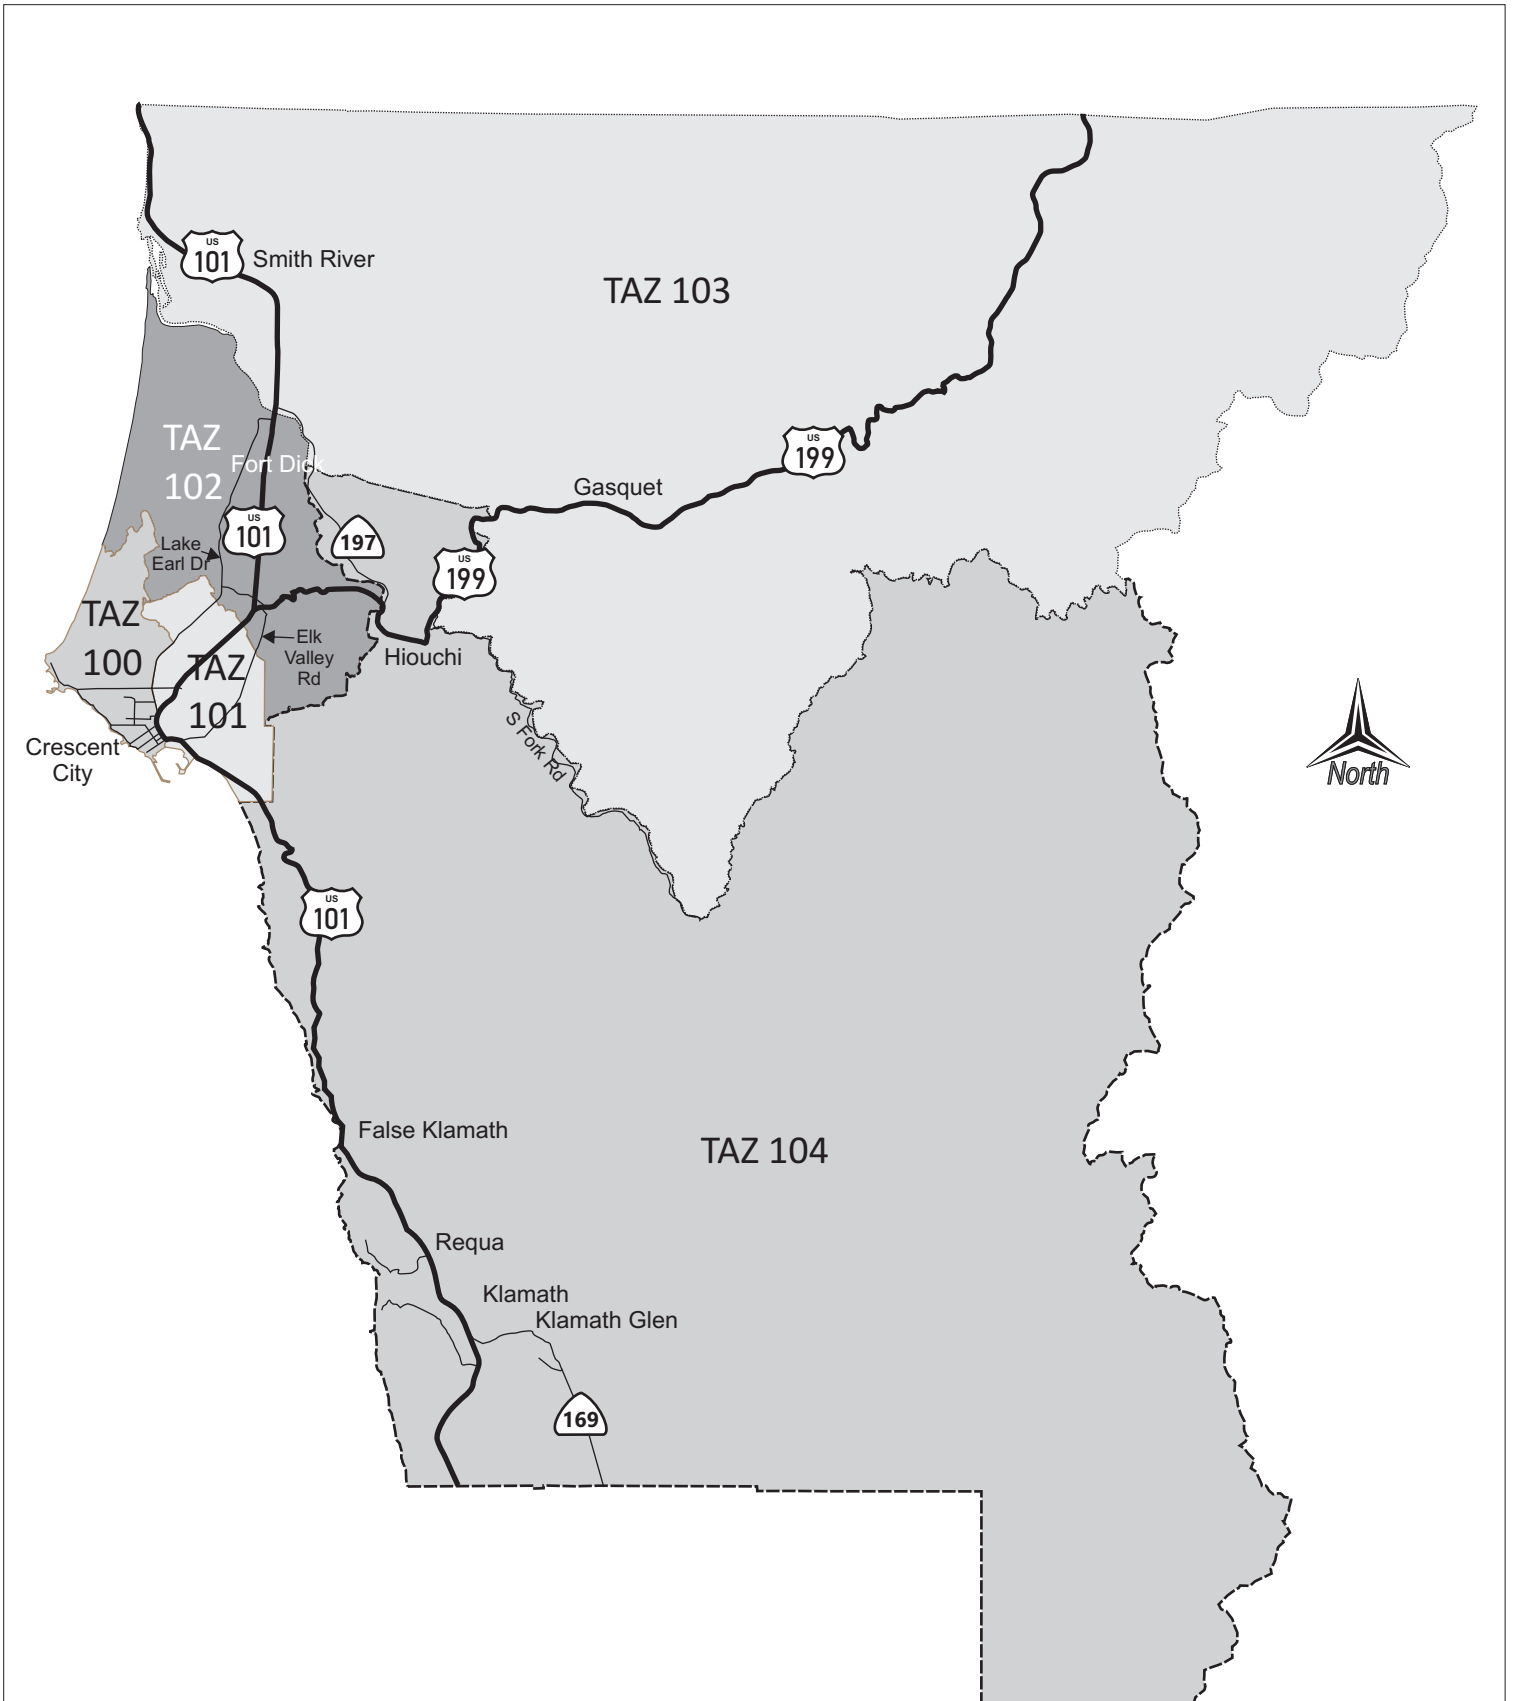 US
101
Smith River
TAZ 103
TAZ
102
Fort Dick
US
199
Gasquet
US
101
197
Lake
Earl Dr
US
199
TAZ
100
TAZ
101
Elk
Valley
Rd
Hiouchi
S Fork Rd
Crescent
City
North
US
101
False Klamath
TAZ 104
Requa
Klamath
Klamath Glen
169